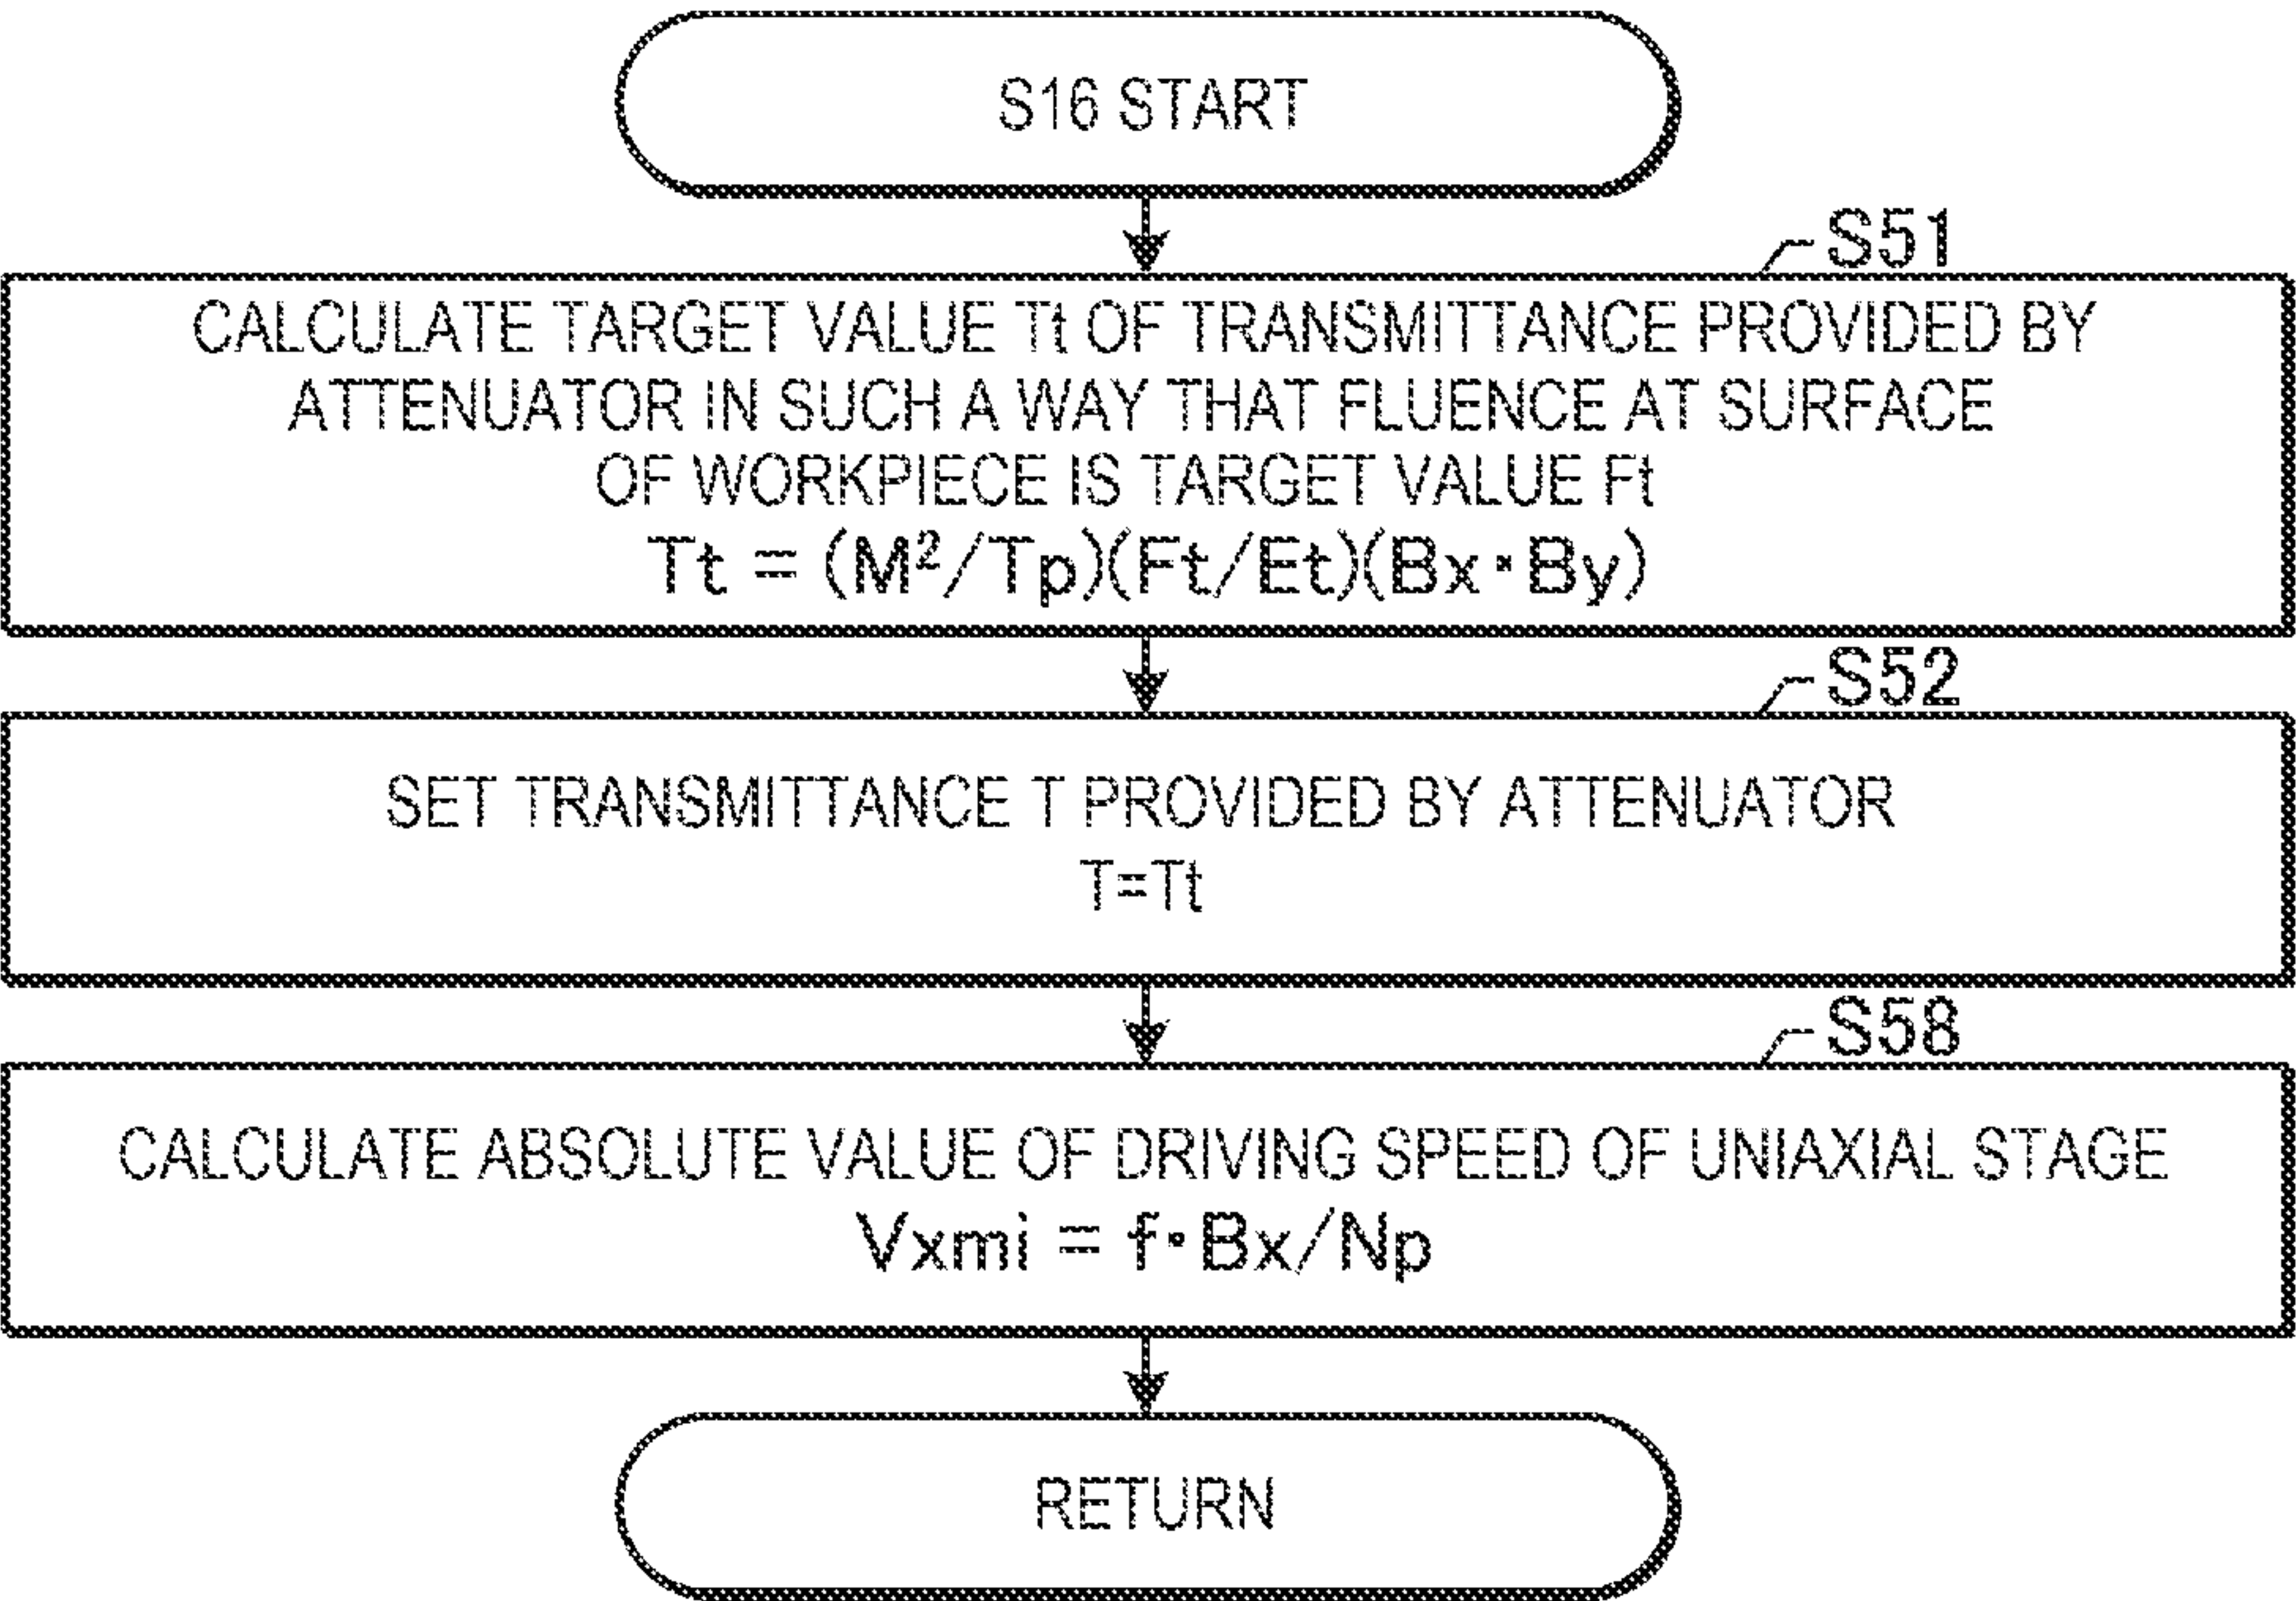 S16 START
S51
CALCULATE TARGET VALUE Tt OF TRANSMITTANCE PROVIDED BY
ATTENUATOR IN SUCH A WAY THAT FLUENCE AT SURFACE
OF WORKPIECE IS TARGET VALUE Ft
Tt = (M²/Tp)(Ft/Et)(Bx·By)
S52
SET TRANSMITTANCE T PROVIDED BY ATTENUATOR
T=Tt
S58
CALCULATE ABSOLUTE VALUE OF DRIVING SPEED OF UNIAXIAL STAGE
Vxmi = f·Bx/Np
RETURN